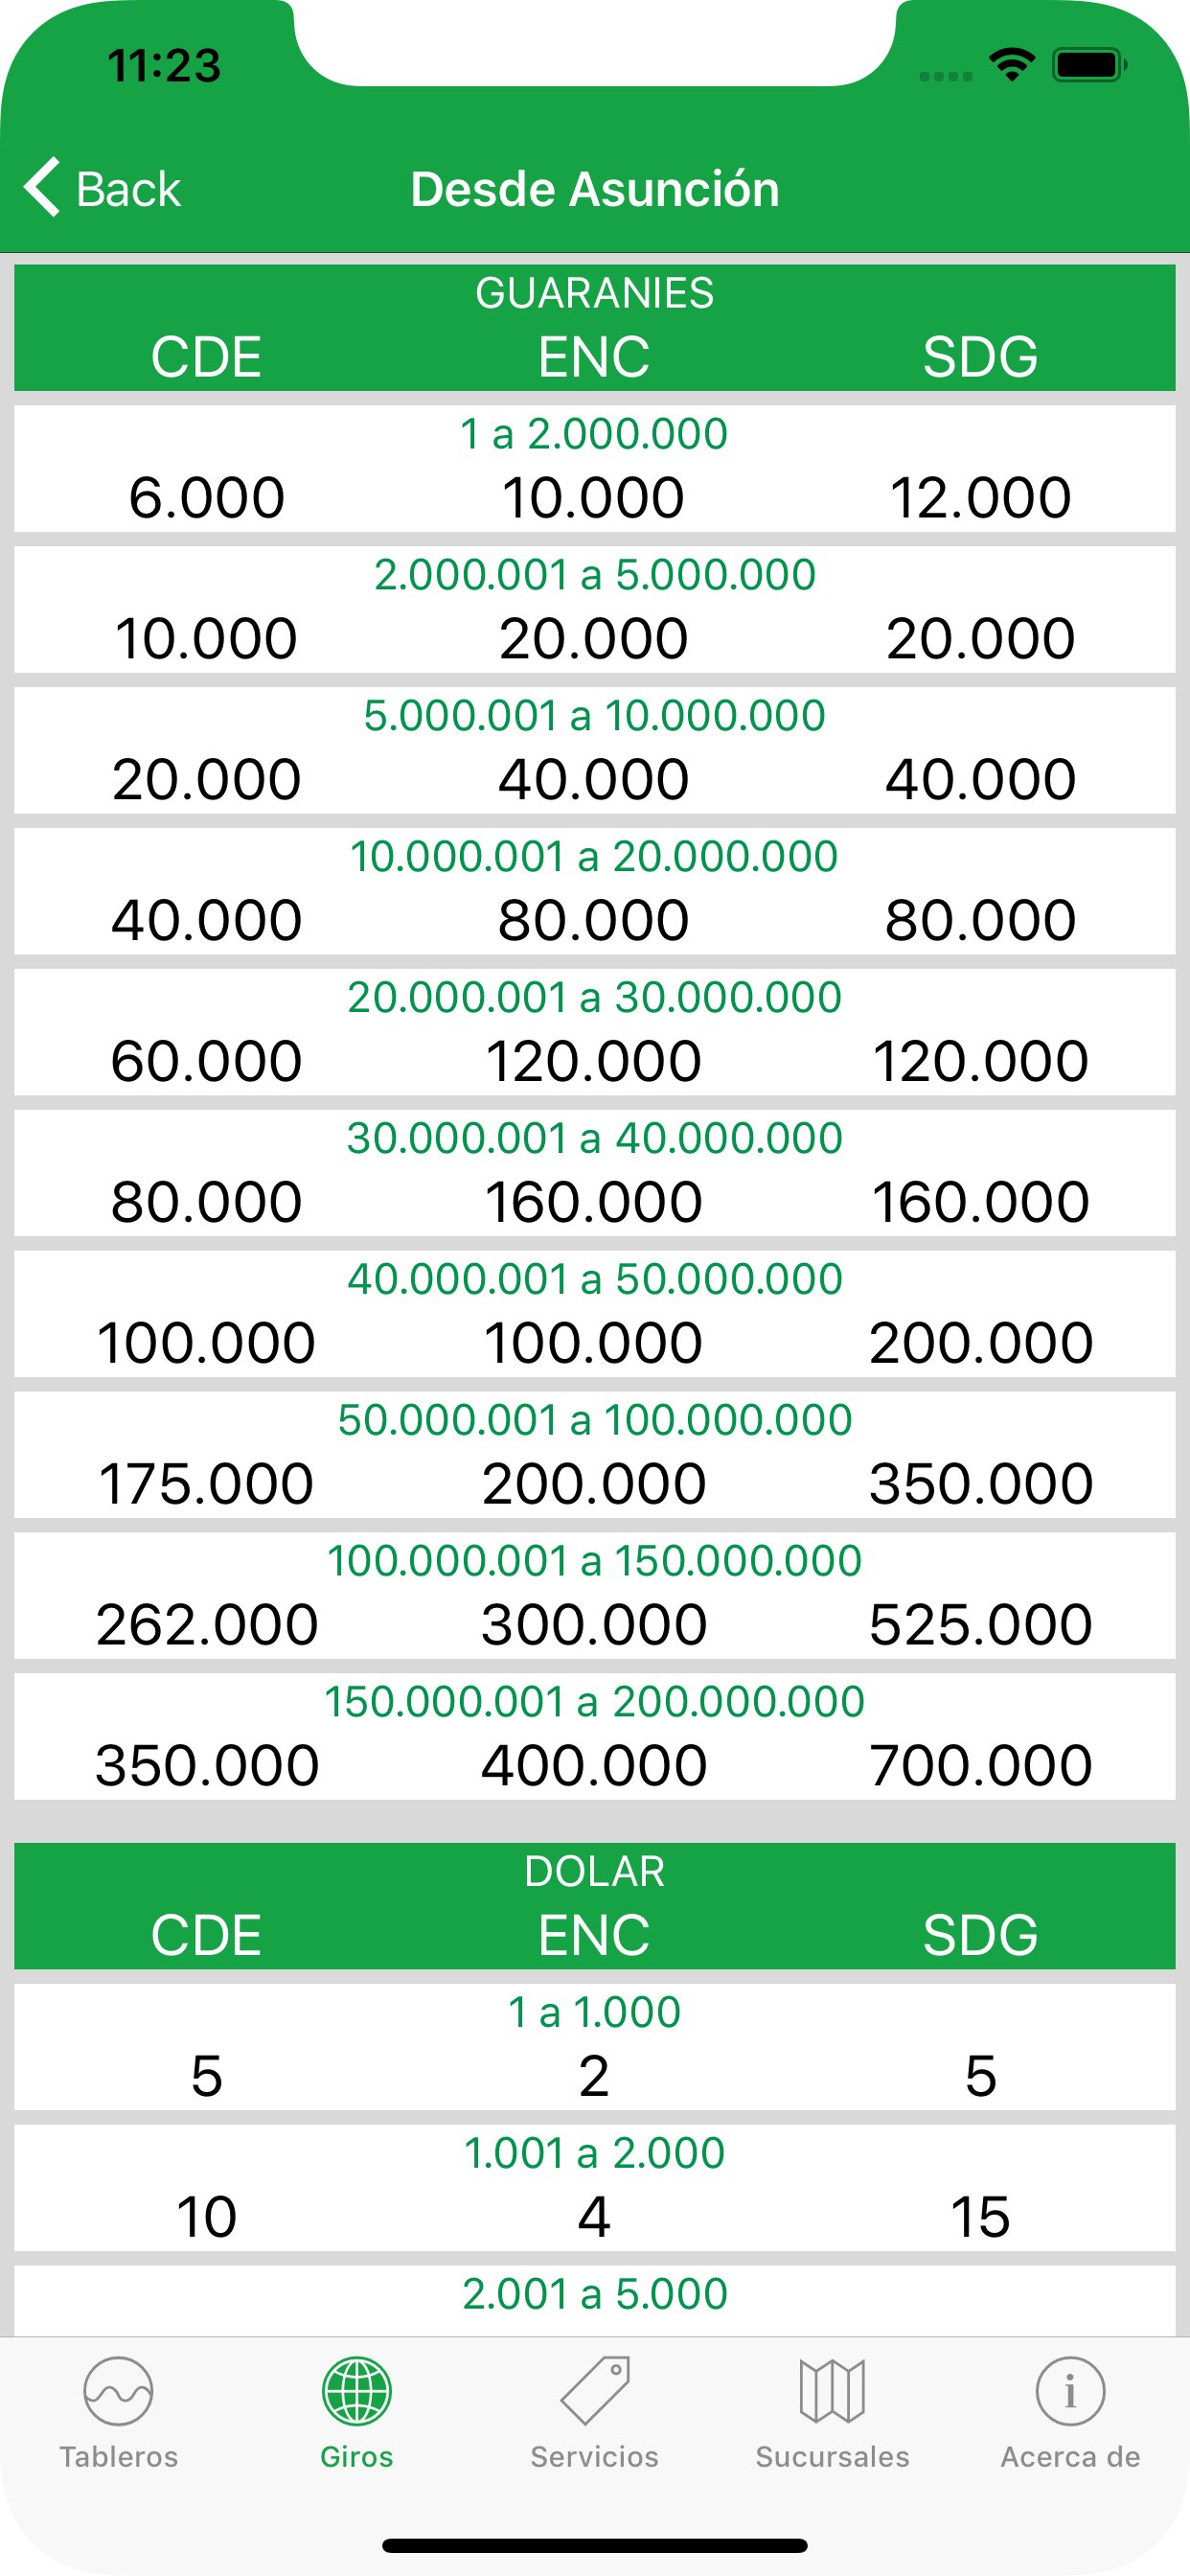 11:23
Back Desde Asunción
GUARANIES
CDE ENC SDG
1 a 2.000.000
6.000 10.000 12.000
2.000.001 a 5.000.000
10.000 20.000 20.000
5.000.001 a 10.000.000
20.000 40.000 40.000
10.000.001 a 20.000.000
40.000 80.000 80.000
20.000.001 a 30.000.000
60.000 120.000 120.000
30.000.001 a 40.000.000
80.000 160.000 160.000
40.000.001 a 50.000.000
100.000 100.000 200.000
50.000.001 a 100.000.000
175.000 200.000 350.000
100.000.001 a 150.000.000
262.000 300.000 525.000
150.000.001 a 200.000.000
350.000 400.000 700.000
DOLAR
CDE ENC SDG
1 a 1.000
5 2 5
1.001 a 2.000
10 4 15
2.001 a 5.000
Tableros Giros Servicios Sucursales Acerca de